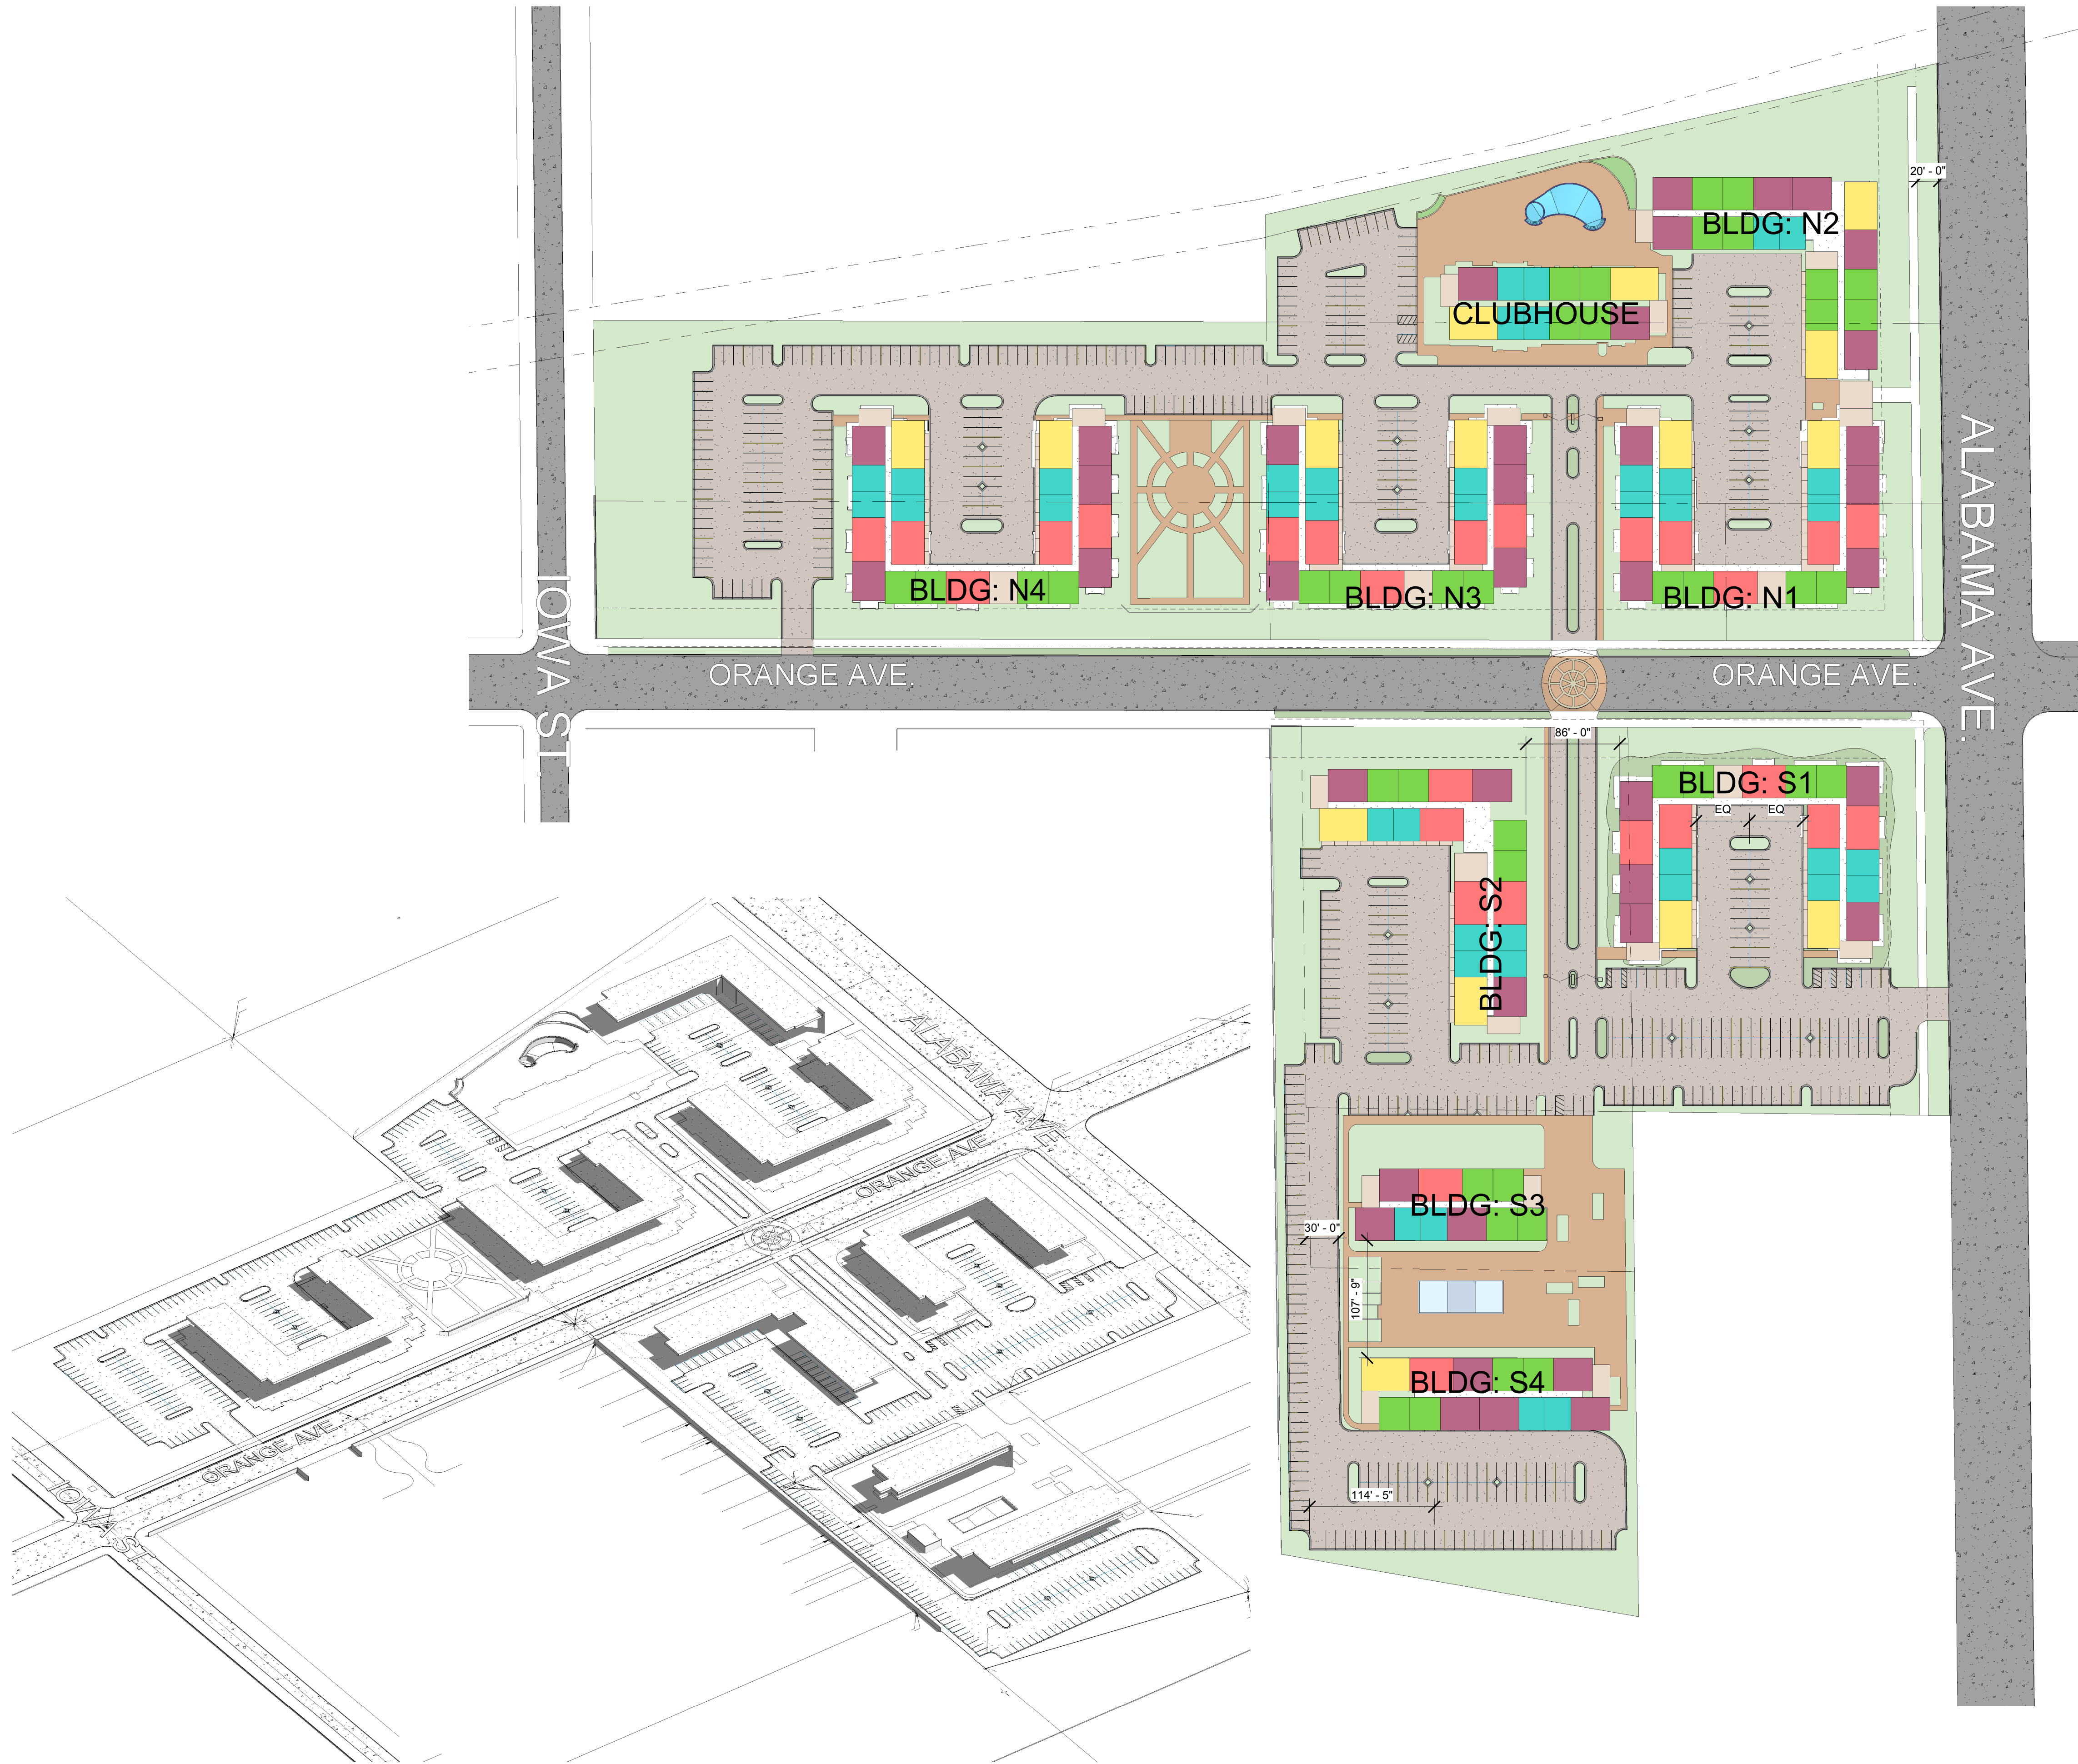 20' - 0"
BLDG: N2
CLUBHOUSE
ALABAMA AVE.
IOWA ST.
BLDG: N4
BLDG: N3
BLDG: N1
ORANGE AVE.
ORANGE AVE.
86' - 0"
BLDG: S1
EQ
EQ
BLDG: S2
BLDG: S3
30' - 0"
107' - 9"
BLDG: S4
114' - 5"
ALABAMA AVE.
ORANGE AVE.
ORANGE AVE.
IOWA ST.